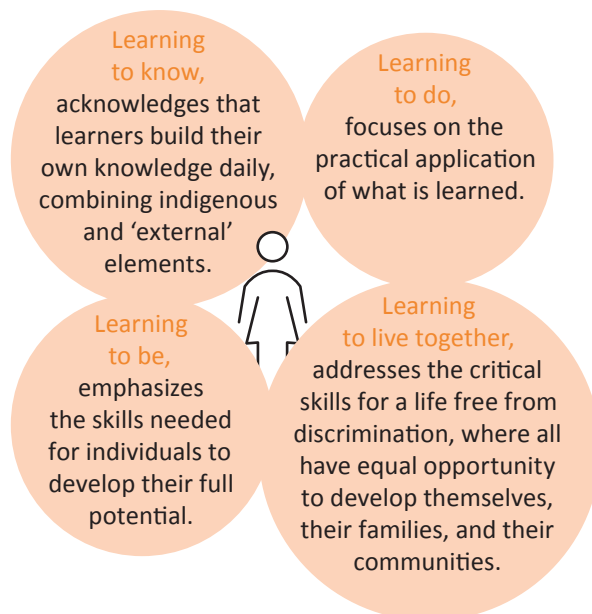 Learning
to know,
acknowledges that
learners build their
own knowledge daily,
combining indigenous
and ‘external’
elements.
Learning
to do,
focuses on the
practical application
of what is learned.
Learning
to be,
emphasizes
the skills needed
for individuals to
develop their full
potential.
Learning
to live together,
addresses the critical
skills for a life free from
discrimination, where all
have equal opportunity
to develop themselves,
their families, and their
communities.